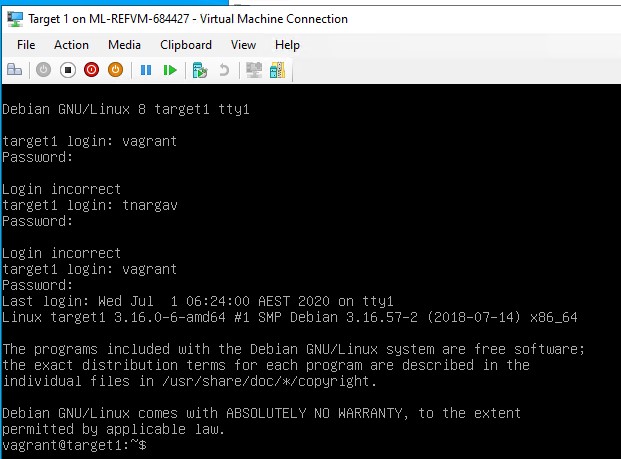 Target 1 on ML-REFVM-684427 - Virtual Machine Connection
File Action Media Clipboard View Help
Debian GNU/Linux 8 target1 tty1
target1 login: vagrant
Password:
Login incorrect
target1 login: tnargav
Password:
Login incorrect
target1 login: vagrant
Password:
Last login: Wed Jul  1 06:24:00 AEST 2020 on tty1
Linux target1 3.16.0-6-amd64 #1 SMP Debian 3.16.57-2 (2018-07-14) x86_64
The programs included with the Debian GNU/Linux system are free software;
the exact distribution terms for each program are described in the
individual files in /usr/share/doc/*/copyright.
Debian GNU/Linux comes with ABSOLUTELY NO WARRANTY, to the extent
permitted by applicable law.
vagrant@target1:~$